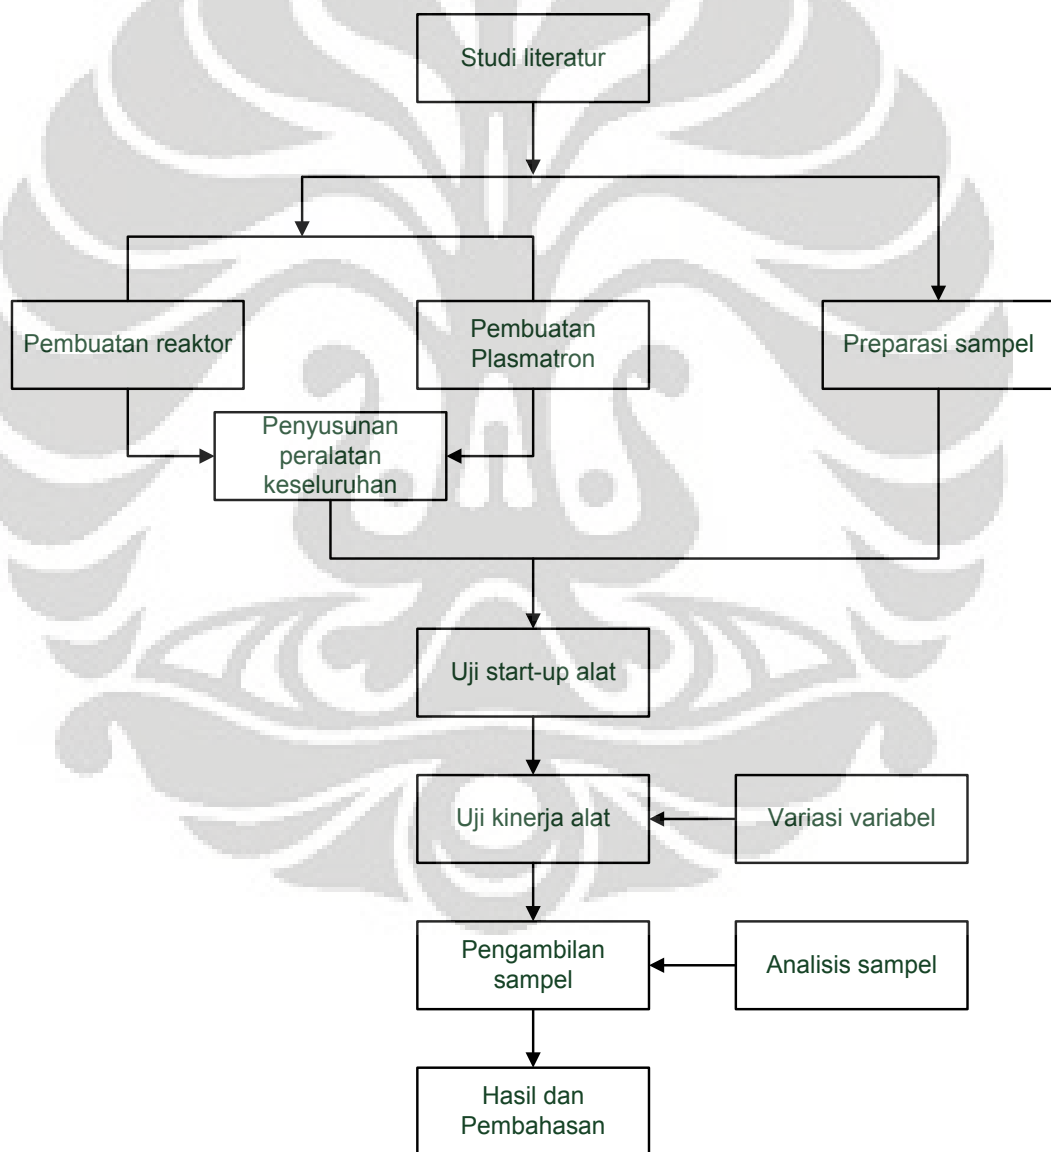 Studi literatur
Pembuatan reaktor
Pembuatan
Plasmatron
Preparasi sampel
Penyusunan
peralatan
keseluruhan
Uji start-up alat
Uji kinerja alat
Variasi variabel
Pengambilan
sampel
Analisis sampel
Hasil dan
Pembahasan